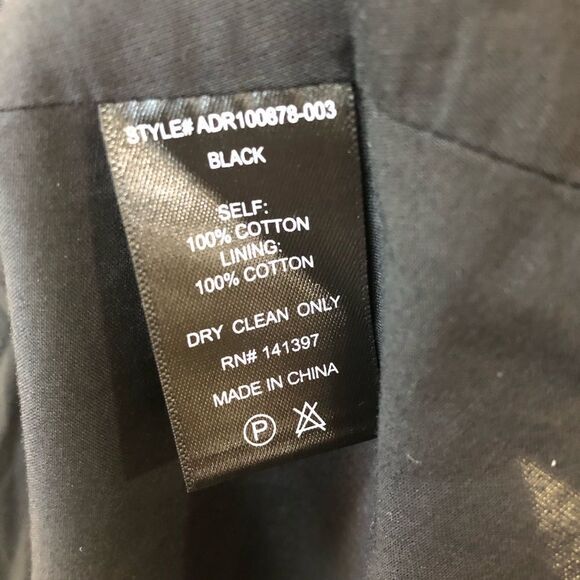 STYLE# ADR100878-003
BLACK
SELF:
100% COTTON
LINING:
100% COTTON
DRY CLEAN ONLY
RN# 141397
MADE IN CHINA
P